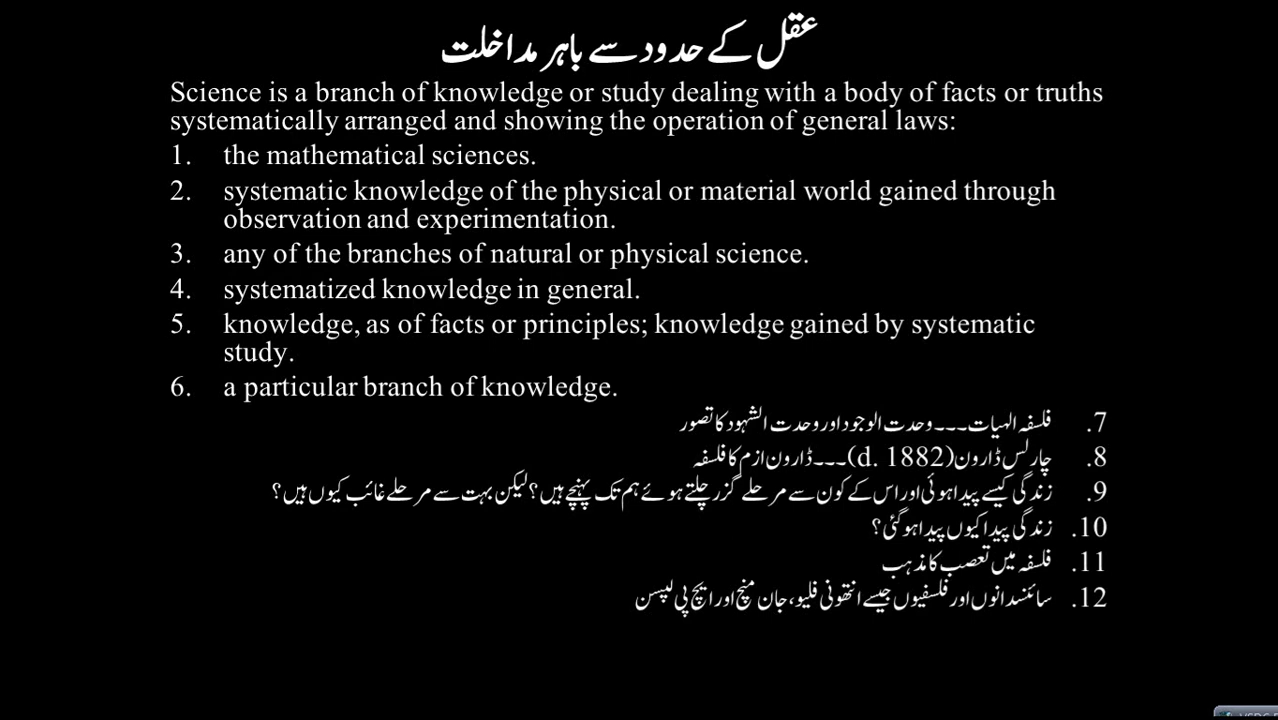 عقل کے حدود سے باہر مداخلت
Science is a branch of knowledge or study dealing with a body of facts or truths
systematically arranged and showing the operation of general laws:
1. the mathematical sciences.
2. systematic knowledge of the physical or material world gained through
observation and experimentation.
3. any of the branches of natural or physical science.
4. systematized knowledge in general.
5. knowledge, as of facts or principles; knowledge gained by systematic
study.
6. a particular branch of knowledge.
7. فلسفہ الہیات۔۔۔وحدت الوجود اور وحدت الشہود کا تصور
8. چارلس ڈارون (d. 1882)۔۔۔ڈارون ازم کا فلسفہ
9. زندگی کیسے پیدا ہوئی اور اس کے کون سے مرحلے گزر چلتے ہوئے ہم تک پہنچے ہیں؟ لیکن بہت سے مرحلے غائب کیوں ہیں؟
10. زندگی پیدا کیوں پیدا ہوگئی؟
11. فلسفہ میں تعصب کا مذہب
12. سائنسدانوں اور فلسفیوں جیسے انتھونی فلیو، جان منچ اور ایچ پی لپسن